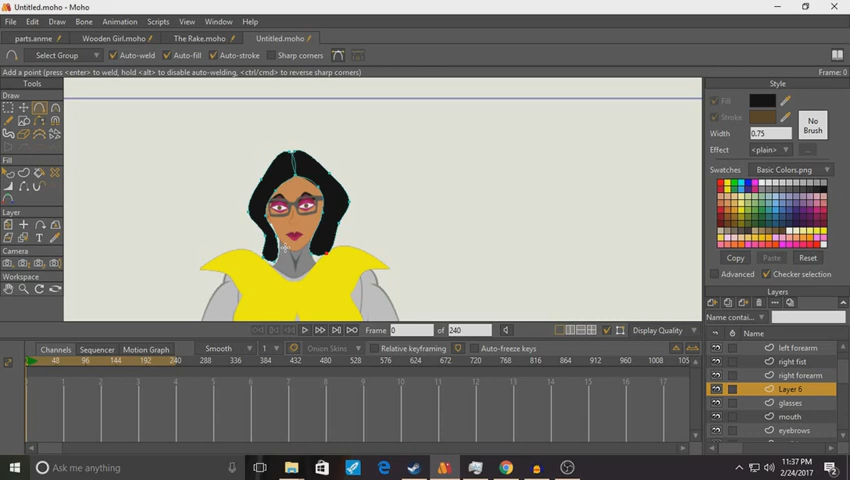 Untitled.moho - Moho
File Edit Draw Bone Animation Scripts View Window Help
parts.anme Wooden Girl.moho The Rake.moho Untitled.moho
Select Group Auto-weld Auto-fill Auto-stroke Sharp corners
Add a point (press <enter> to weld, hold <alt> to disable auto-welding, <ctrl/cmd> to reverse sharp corners) Frame: 0
Tools
Draw
Fill
Layer
Camera
Workspace
Style
Fill
Stroke
No Brush
Width 0.75
Effect <plain>
Swatches Basic Colors.png
Copy Paste Reset
Advanced Checker selection
Layers
Name contai...
Name
left forearm
right fist
right forearm
Layer 6
glasses
mouth
eyebrows
Frame 0 of 240 Display Quality
Channels Sequencer Motion Graph Smooth 1 Onion Skins Relative keyframing Auto-freeze keys
0 48 96 144 192 240 288 336 384 432 480 528 576 624 672 720 768 816 864 912 960 1008 105
1 2 3 4 5 6 7 8 9 10 11 12 13 14 15 16 17
Ask me anything
11:37 PM
2/24/2017
2